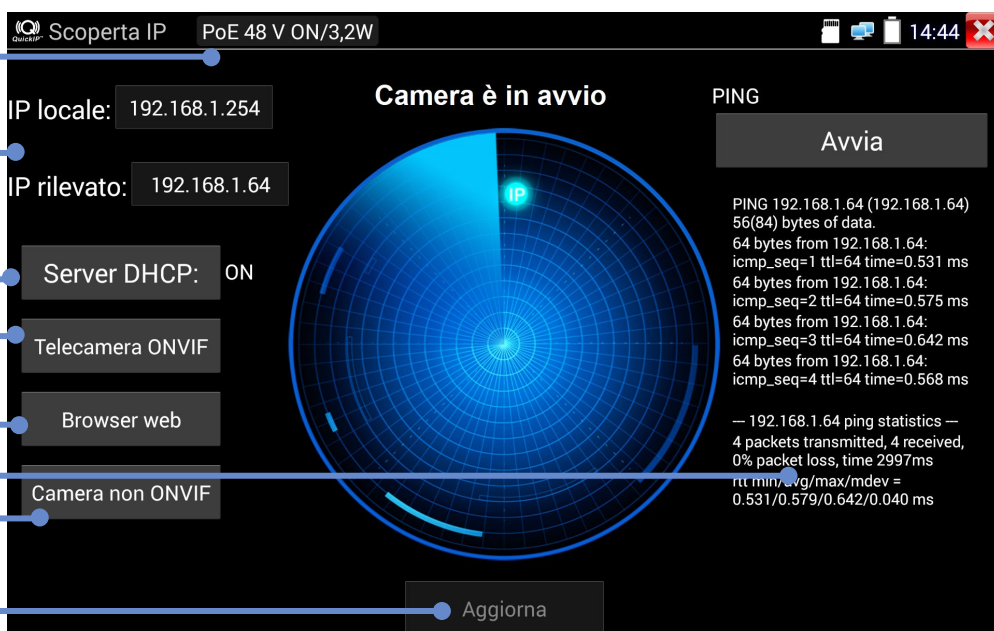 QuickIP™ Scoperta IP PoE 48 V ON/3,2W 14:44
IP locale: 192.168.1.254
IP rilevato: 192.168.1.64
Server DHCP: ON
Telecamera ONVIF
Browser web
Camera non ONVIF
Camera è in avvio
IP
Aggiorna
PING
Avvia
PING 192.168.1.64 (192.168.1.64)
56(84) bytes of data.
64 bytes from 192.168.1.64:
icmp_seq=1 ttl=64 time=0.531 ms
64 bytes from 192.168.1.64:
icmp_seq=2 ttl=64 time=0.575 ms
64 bytes from 192.168.1.64:
icmp_seq=3 ttl=64 time=0.642 ms
64 bytes from 192.168.1.64:
icmp_seq=4 ttl=64 time=0.568 ms
--- 192.168.1.64 ping statistics ---
4 packets transmitted, 4 received,
0% packet loss, time 2997ms
rtt min/avg/max/mdev =
0.531/0.579/0.642/0.040 ms